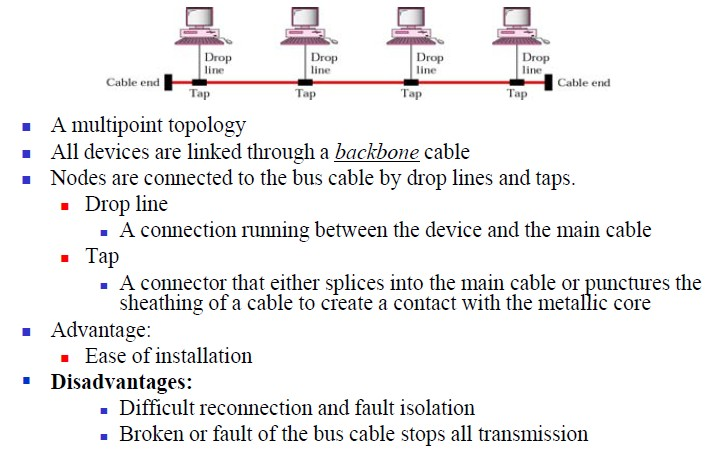 Drop Drop Drop Drop
line line line line
Cable end Cable end
Tap Tap Tap Tap
A multipoint topology
All devices are linked through a backbone cable
Nodes are connected to the bus cable by drop lines and taps.
Drop line
A connection running between the device and the main cable
Tap
A connector that either splices into the main cable or punctures the
sheathing of a cable to create a contact with the metallic core
Advantage:
Ease of installation
Disadvantages:
Difficult reconnection and fault isolation
Broken or fault of the bus cable stops all transmission